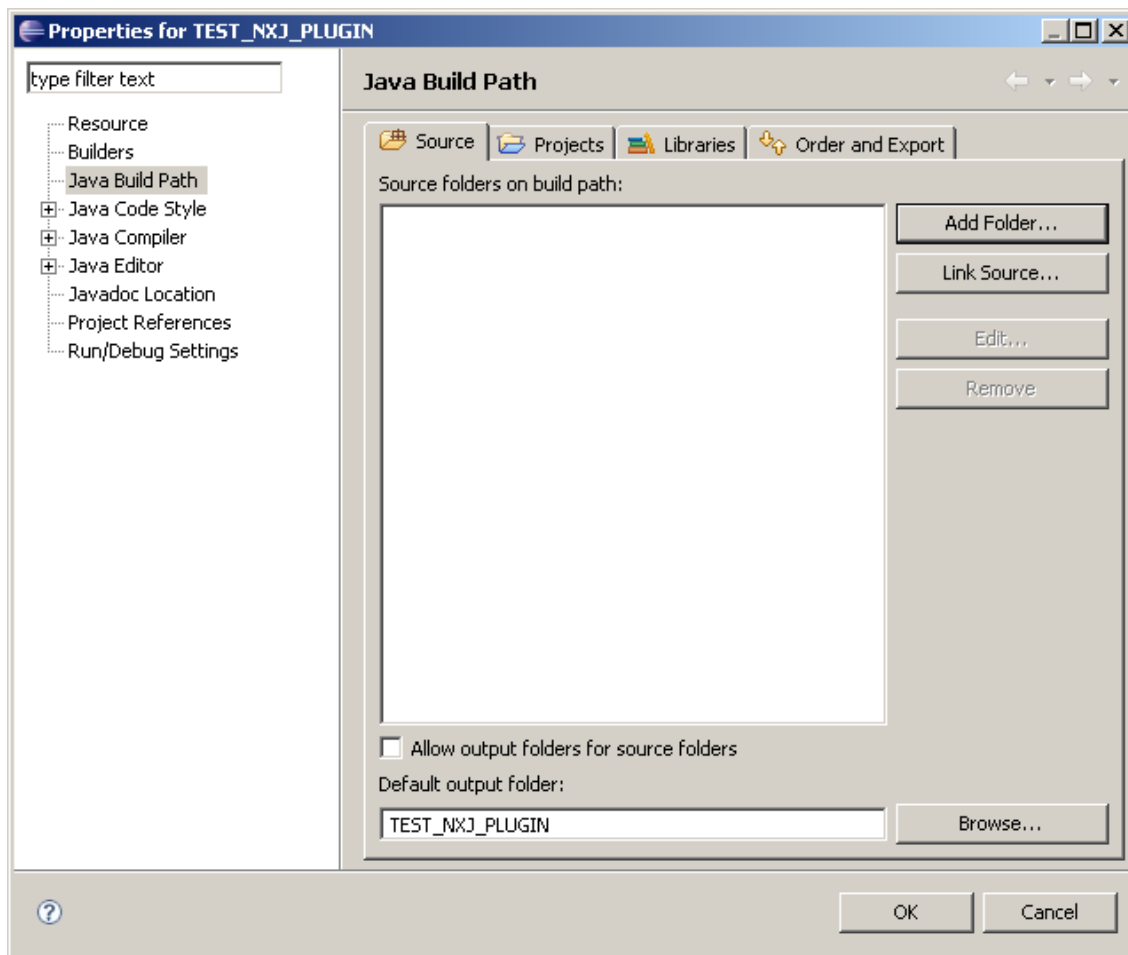 Properties for TEST_NXJ_PLUGIN
type filter text
Resource
Builders
Java Build Path
Java Code Style
Java Compiler
Java Editor
Javadoc Location
Project References
Run/Debug Settings
Java Build Path
Source Projects Libraries Order and Export
Source folders on build path:
Add Folder...
Link Source...
Edit...
Remove
Allow output folders for source folders
Default output folder:
TEST_NXJ_PLUGIN Browse...
? OK Cancel